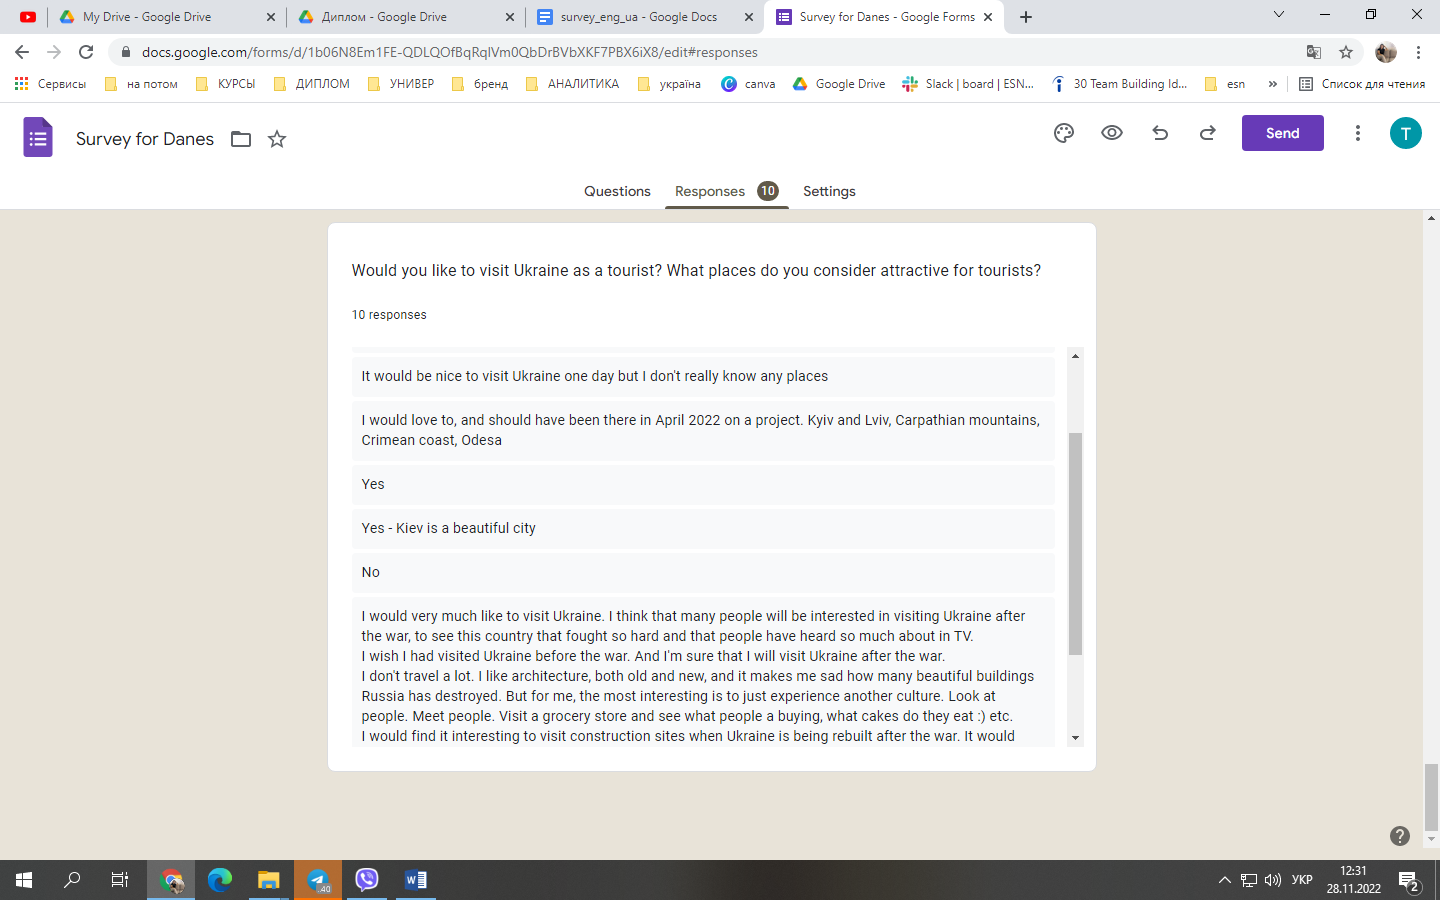 My Drive - Google Drive
Диплом - Google Drive
survey_eng_ua - Google Docs
Survey for Danes - Google Forms
docs.google.com/forms/d/1b06N8Em1FE-QDLQOfBqRqlVm0QbDrBVbXKF7PBX6iX8/edit#responses
Сервисы
на потом
КУРСЫ
ДИПЛОМ
УНИВЕР
бренд
АНАЛИТИКА
україна
canva
Google Drive
Slack | board | ESN...
30 Team Building Id...
esn
»
Список для чтения
Survey for Danes
Send
T
Questions
Responses 10
Settings
Would you like to visit Ukraine as a tourist? What places do you consider attractive for tourists?
10 responses
It would be nice to visit Ukraine one day but I don't really know any places
I would love to, and should have been there in April 2022 on a project. Kyiv and Lviv, Carpathian mountains,
Crimean coast, Odesa
Yes
Yes - Kiev is a beautiful city
No
I would very much like to visit Ukraine. I think that many people will be interested in visiting Ukraine after
the war, to see this country that fought so hard and that people have heard so much about in TV.
I wish I had visited Ukraine before the war. And I'm sure that I will visit Ukraine after the war.
I don't travel a lot. I like architecture, both old and new, and it makes me sad how many beautiful buildings
Russia has destroyed. But for me, the most interesting is to just experience another culture. Look at
people. Meet people. Visit a grocery store and see what people a buying, what cakes do they eat :) etc.
I would find it interesting to visit construction sites when Ukraine is being rebuilt after the war. It would
?
40
W
УКР
12:31
28.11.2022
2